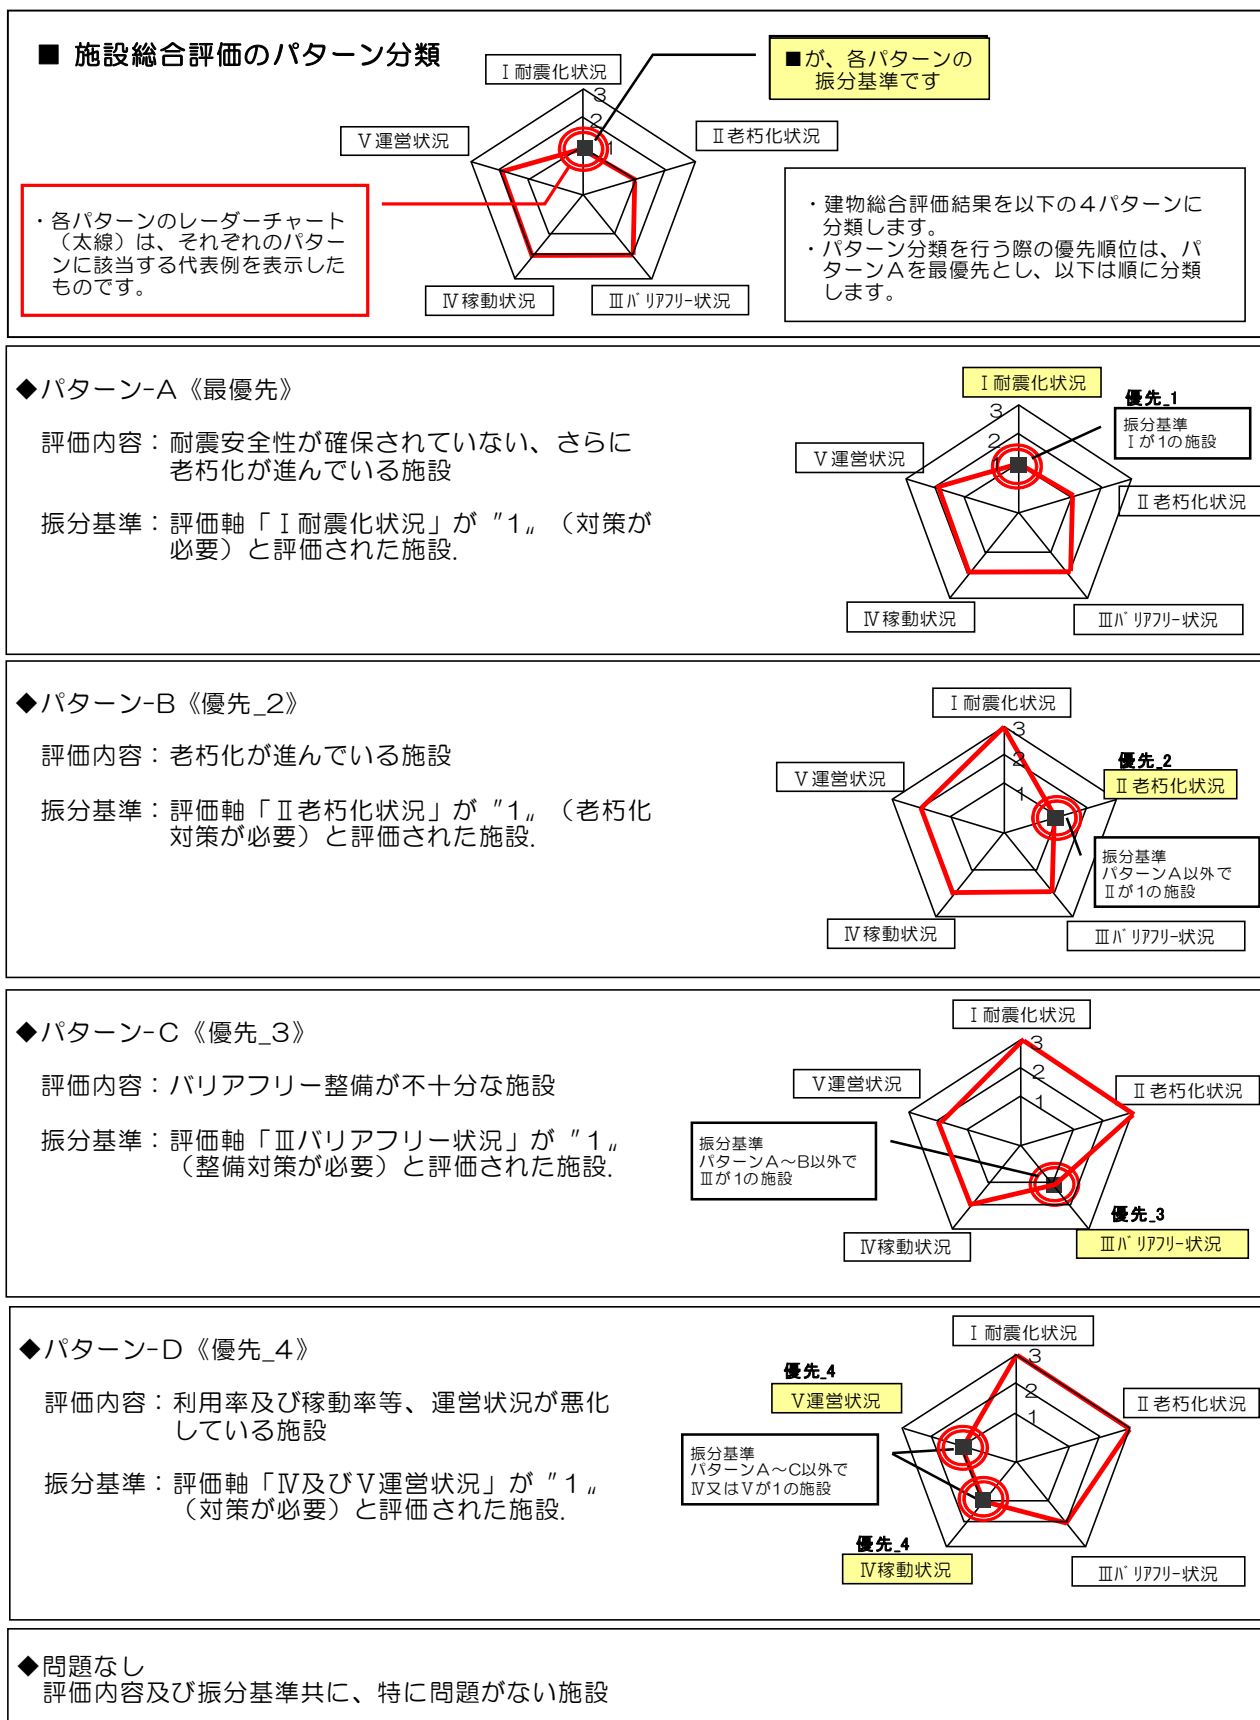 ■ 施設総合評価のパターン分類
■が、各パターンの
振分基準です
Ⅰ耐震化状況
3
2
1
Ⅴ運営状況
Ⅱ老朽化状況
・各パターンのレーダーチャート
（太線）は、それぞれのパター
ンに該当する代表例を表示した
ものです。
・建物総合評価結果を以下の４パターンに
分類します。
・パターン分類を行う際の優先順位は、パ
ターンＡを最優先とし、以下は順に分類
します。
Ⅳ稼動状況
Ⅲﾊﾞﾘｱﾌﾘｰ状況
◆パターン-Ａ《最優先》
評価内容：耐震安全性が確保されていない、さらに
老朽化が進んでいる施設
振分基準：評価軸「Ⅰ耐震化状況」が〝1〟（対策が
必要）と評価された施設.
Ⅰ耐震化状況
優先_1
振分基準
Ⅰが1の施設
3
2
1
Ⅴ運営状況
Ⅱ老朽化状況
Ⅳ稼動状況
Ⅲﾊﾞﾘｱﾌﾘｰ状況
◆パターン-Ｂ《優先_2》
評価内容：老朽化が進んでいる施設
振分基準：評価軸「Ⅱ老朽化状況」が〝1〟（老朽化
対策が必要）と評価された施設.
Ⅰ耐震化状況
3
2
1
Ⅴ運営状況
優先_2
Ⅱ老朽化状況
振分基準
パターンＡ以外で
Ⅱが1の施設
Ⅳ稼動状況
Ⅲﾊﾞﾘｱﾌﾘｰ状況
◆パターン-Ｃ《優先_3》
評価内容：バリアフリー整備が不十分な施設
振分基準：評価軸「Ⅲバリアフリー状況」が〝1〟
（整備対策が必要）と評価された施設.
Ⅰ耐震化状況
3
2
1
Ⅴ運営状況
Ⅱ老朽化状況
振分基準
パターンＡ～Ｂ以外で
Ⅲが1の施設
優先_3
Ⅳ稼動状況
Ⅲﾊﾞﾘｱﾌﾘｰ状況
◆パターン-Ｄ《優先_4》
評価内容：利用率及び稼動率等、運営状況が悪化
している施設
振分基準：評価軸「Ⅳ及びⅤ運営状況」が〝1〟
（対策が必要）と評価された施設.
Ⅰ耐震化状況
3
2
1
優先_4
Ⅴ運営状況
Ⅱ老朽化状況
振分基準
パターンＡ～Ｃ以外で
Ⅳ又はⅤが1の施設
優先_4
Ⅳ稼動状況
Ⅲﾊﾞﾘｱﾌﾘｰ状況
◆問題なし
評価内容及び振分基準共に、特に問題がない施設